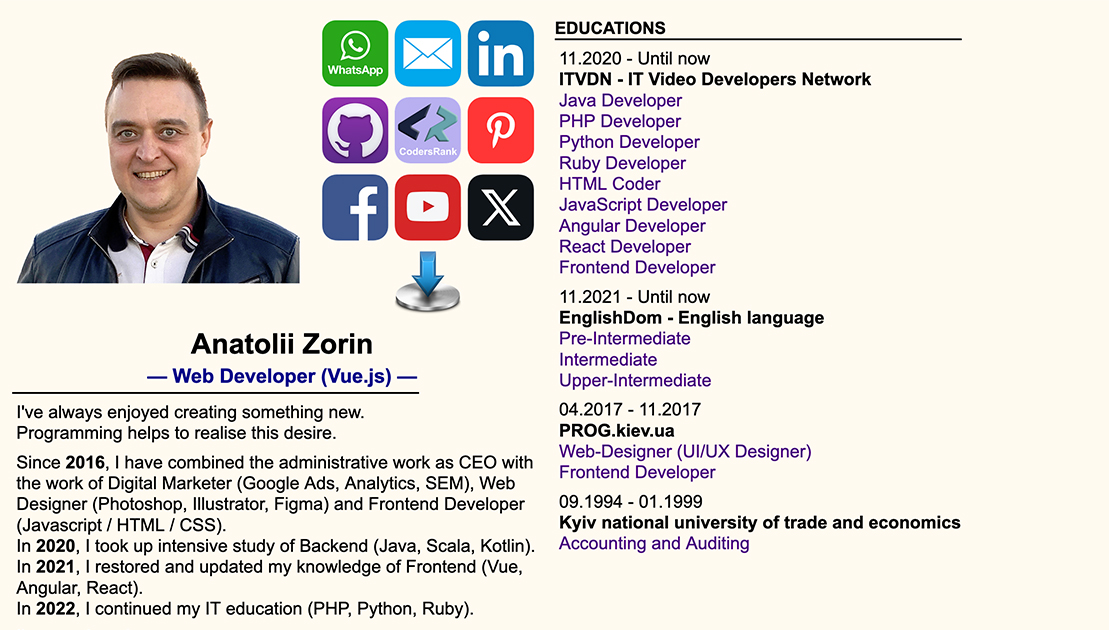 WhatsApp
CodersRank
Anatolii Zorin
— Web Developer (Vue.js) —
I've always enjoyed creating something new.
Programming helps to realise this desire.
Since 2016, I have combined the administrative work as CEO with
the work of Digital Marketer (Google Ads, Analytics, SEM), Web
Designer (Photoshop, Illustrator, Figma) and Frontend Developer
(Javascript / HTML / CSS).
In 2020, I took up intensive study of Backend (Java, Scala, Kotlin).
In 2021, I restored and updated my knowledge of Frontend (Vue,
Angular, React).
In 2022, I continued my IT education (PHP, Python, Ruby).
EDUCATIONS
11.2020 - Until now
ITVDN - IT Video Developers Network
Java Developer
PHP Developer
Python Developer
Ruby Developer
HTML Coder
JavaScript Developer
Angular Developer
React Developer
Frontend Developer
11.2021 - Until now
EnglishDom - English language
Pre-Intermediate
Intermediate
Upper-Intermediate
04.2017 - 11.2017
PROG.kiev.ua
Web-Designer (UI/UX Designer)
Frontend Developer
09.1994 - 01.1999
Kyiv national university of trade and economics
Accounting and Auditing